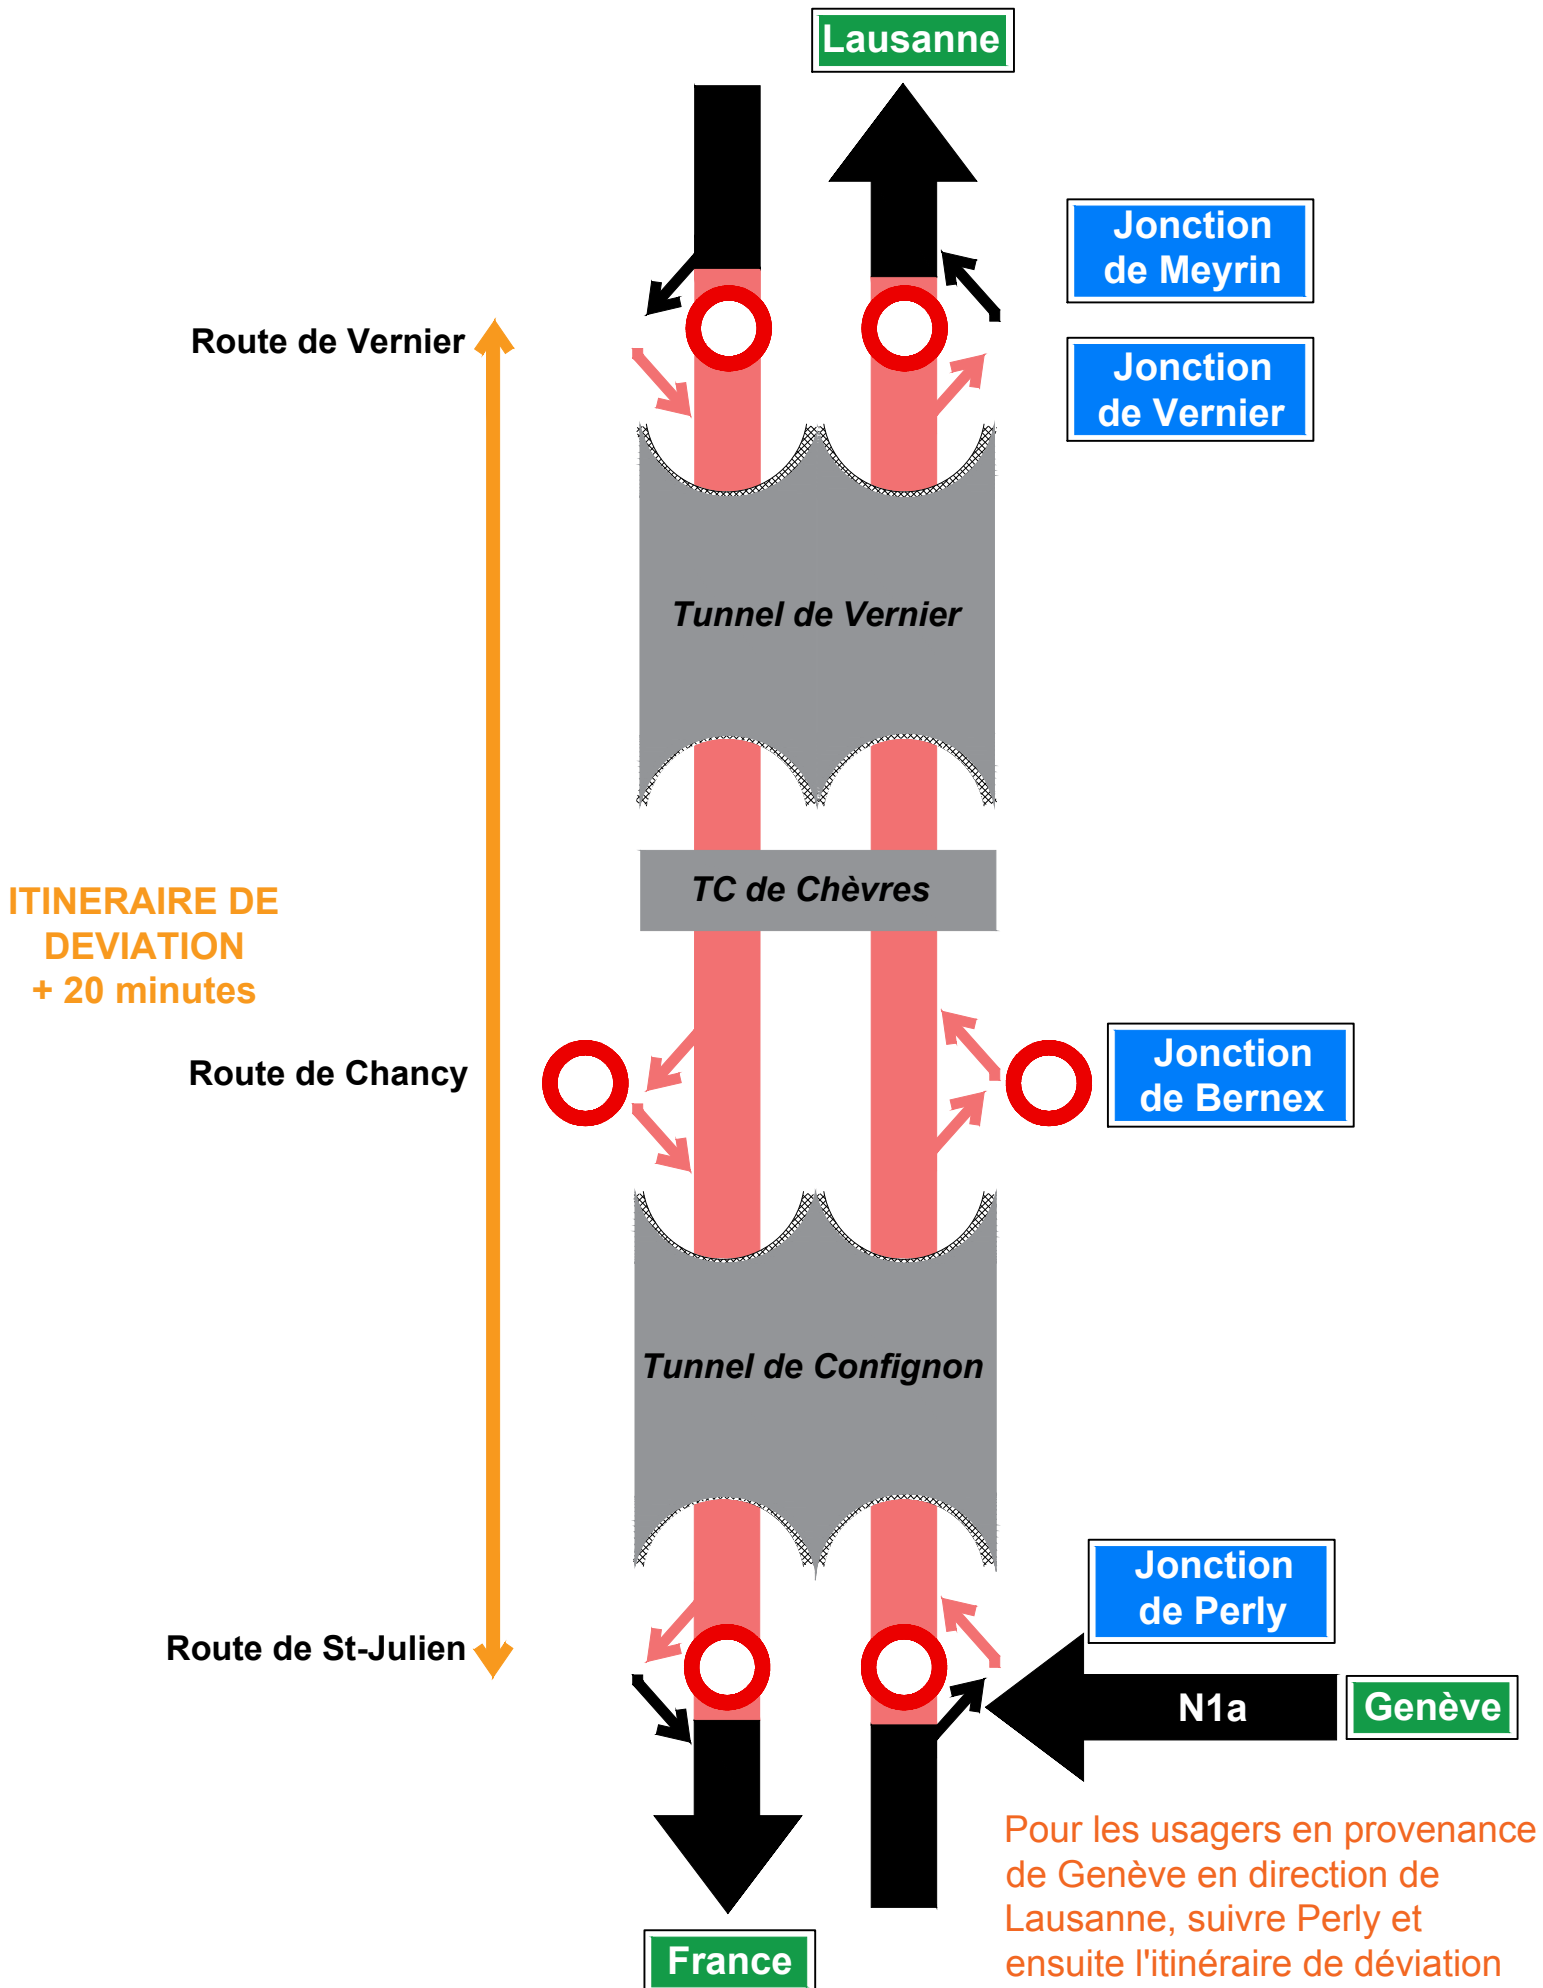 Lausanne
Jonction
de Meyrin
Route de Vernier
Jonction
de Vernier
Tunnel de Vernier
TC de Chèvres
ITINERAIRE DE
DEVIATION
+ 20 minutes
Route de Chancy
Jonction
de Bernex
Tunnel de Confignon
Jonction
de Perly
Route de St-Julien
N1a
Genève
Pour les usagers en provenance
de Genève en direction de
Lausanne, suivre Perly et
ensuite l'itinéraire de déviation
France